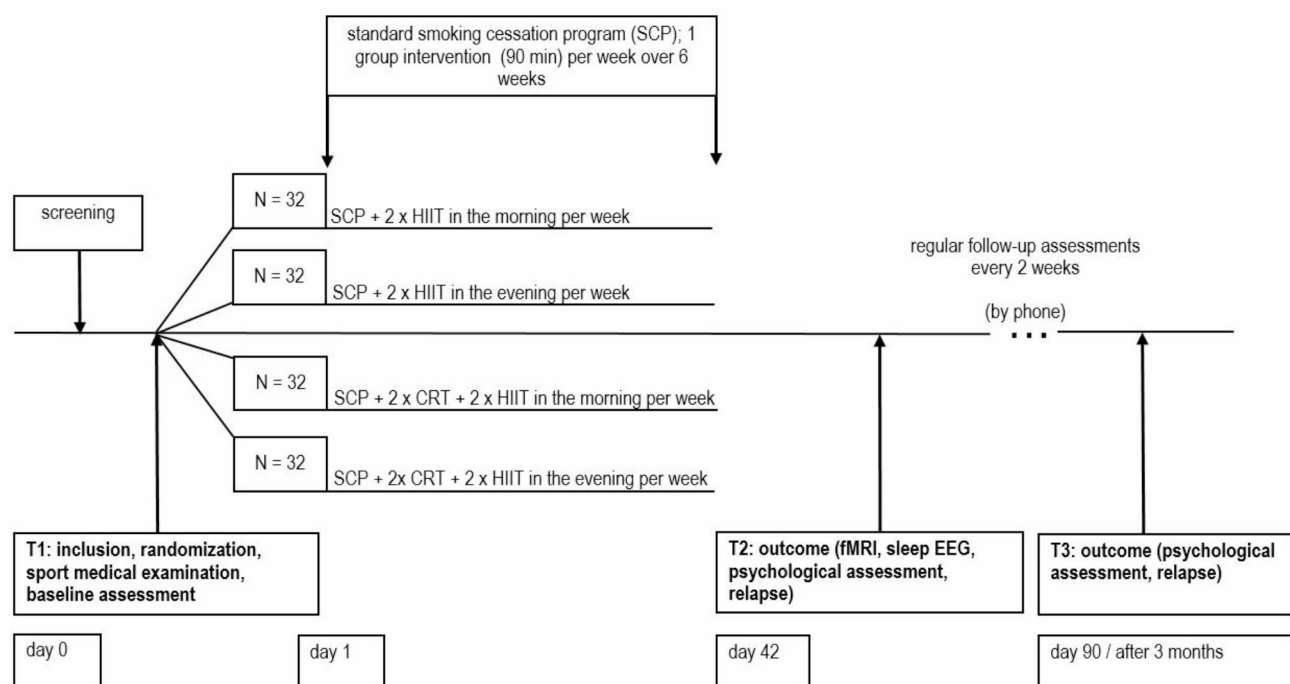 standard smoking cessation program (SCP); 1
group intervention (90 min) per week over 6
weeks
screening
N = 32
SCP + 2 x HIIT in the morning per week
N = 32
SCP + 2 x HIIT in the evening per week
regular follow-up assessments
every 2 weeks
(by phone)
...
N = 32
SCP + 2 x CRT + 2 x HIIT in the morning per week
N = 32
SCP + 2x CRT + 2 x HIIT in the evening per week
T1: inclusion, randomization,
sport medical examination,
baseline assessment
T2: outcome (fMRI, sleep EEG,
psychological assessment,
relapse)
T3: outcome (psychological
assessment, relapse)
day 0
day 1
day 42
day 90 / after 3 months